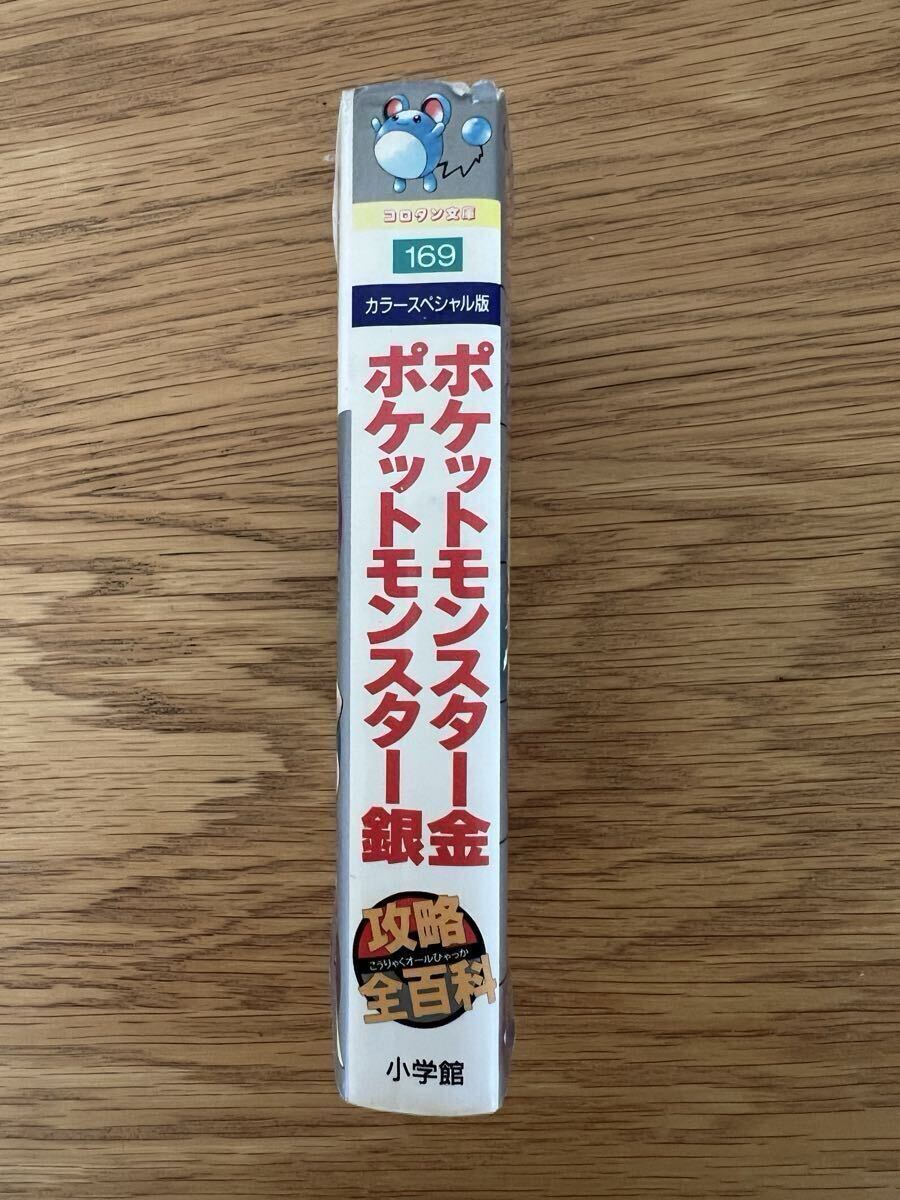 コロタン文庫
169
カラースペシャル版
ポケットモンスター金
ポケットモンスター銀
攻略
こうりゃくオールひゃっか
全百科
小学館